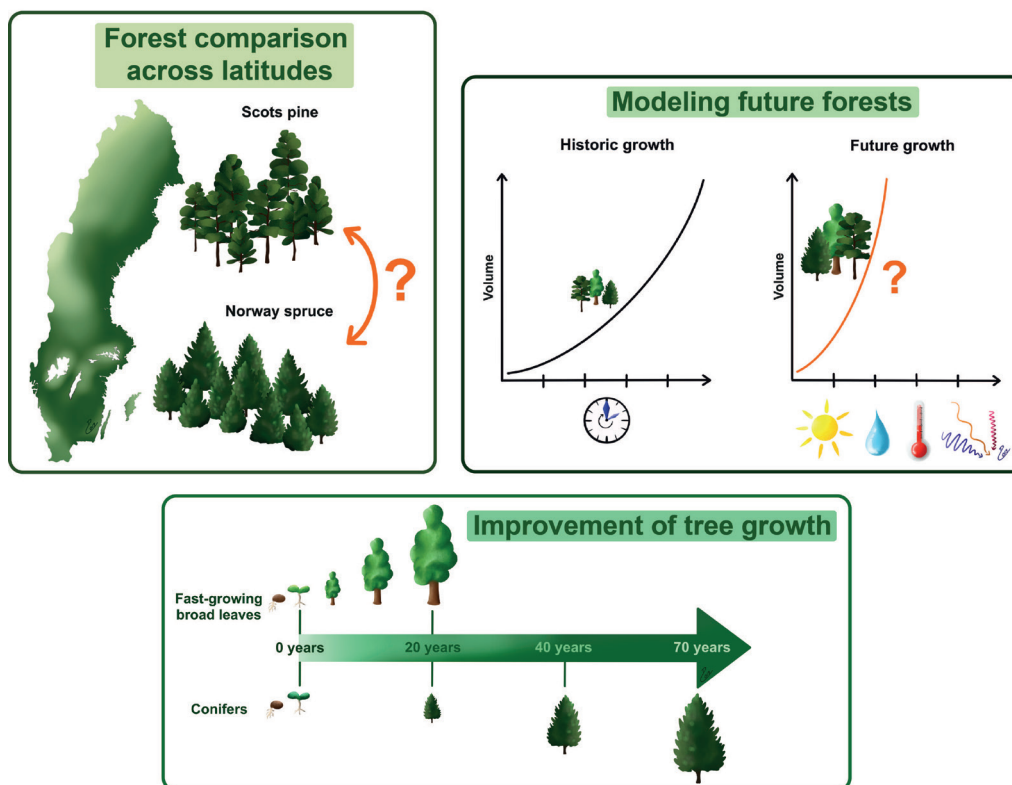 Forest comparison
across latitudes
Scots pine
?
Norway spruce
Modeling future forests
Historic growth
Volume
Future growth
Volume
?
Improvement of tree growth
Fast-growing
broad leaves
0 years
20 years
40 years
70 years
Conifers